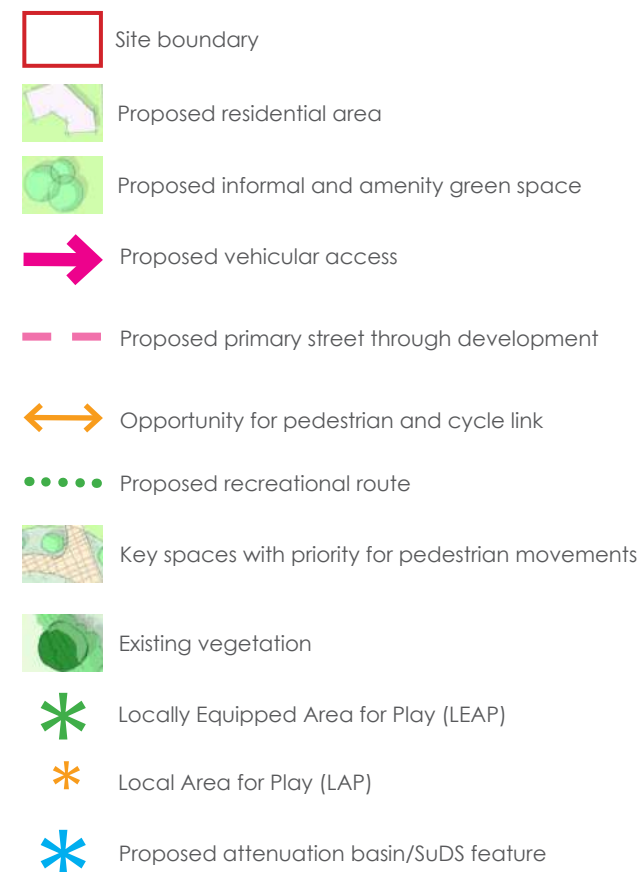 Site boundary
Proposed residential area
Proposed informal and amenity green space
Proposed vehicular access
Proposed primary street through development
Opportunity for pedestrian and cycle link
Proposed recreational route
Key spaces with priority for pedestrian movements
Existing vegetation
Locally Equipped Area for Play (LEAP)
Local Area for Play (LAP)
Proposed attenuation basin/SuDS feature